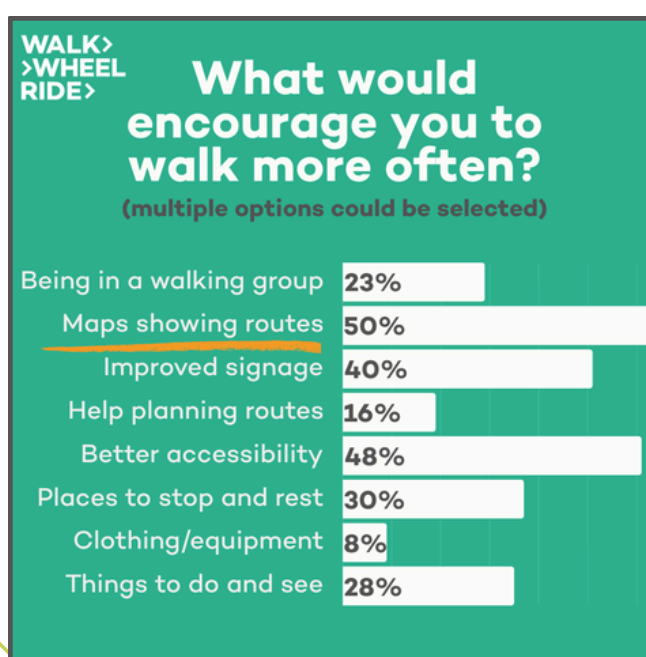 WALK>
>WHEEL
RIDE>
What would
encourage you to
walk more often?
(multiple options could be selected)
Being in a walking group 23%
Maps showing routes 50%
Improved signage 40%
Help planning routes 16%
Better accessibility 48%
Places to stop and rest 30%
Clothing/equipment 8%
Things to do and see 28%